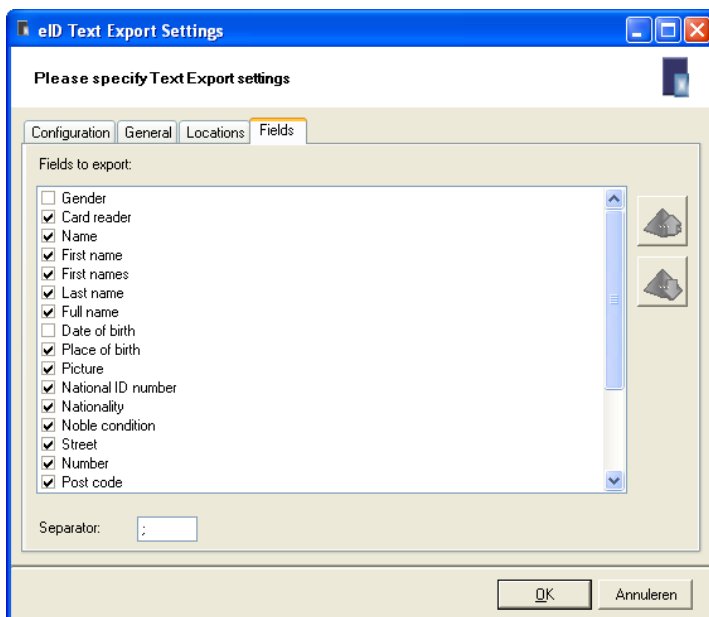 eID Text Export Settings
Please specify Text Export settings
Configuration General Locations Fields
Fields to export:
Gender
Card reader
Name
First name
First names
Last name
Full name
Date of birth
Place of birth
Picture
National ID number
Nationality
Noble condition
Street
Number
Post code
Separator: ;
OK Annuleren